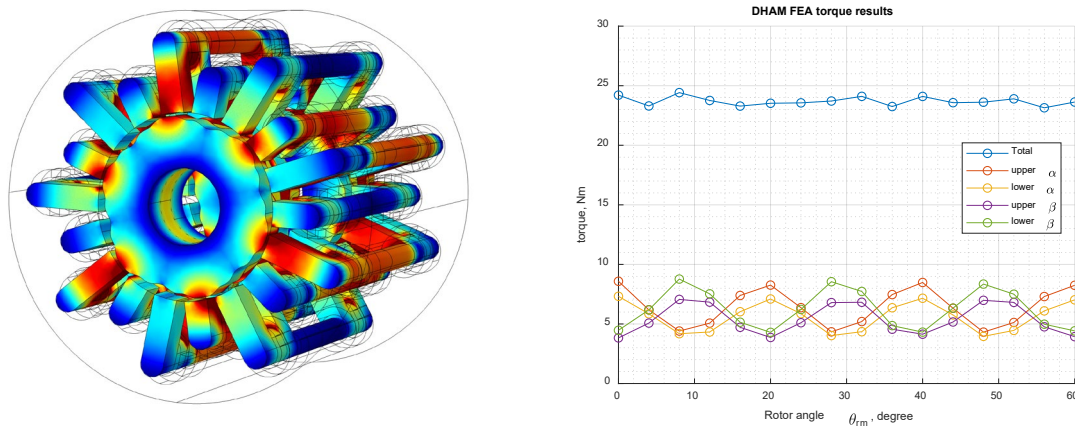 DHAM FEA torque results
30
25
20
15
10
5
0
torque, Nm
Total
upper α
lower α
upper β
lower β
0 10 20 30 40 50 60
Rotor angle θrm, degree